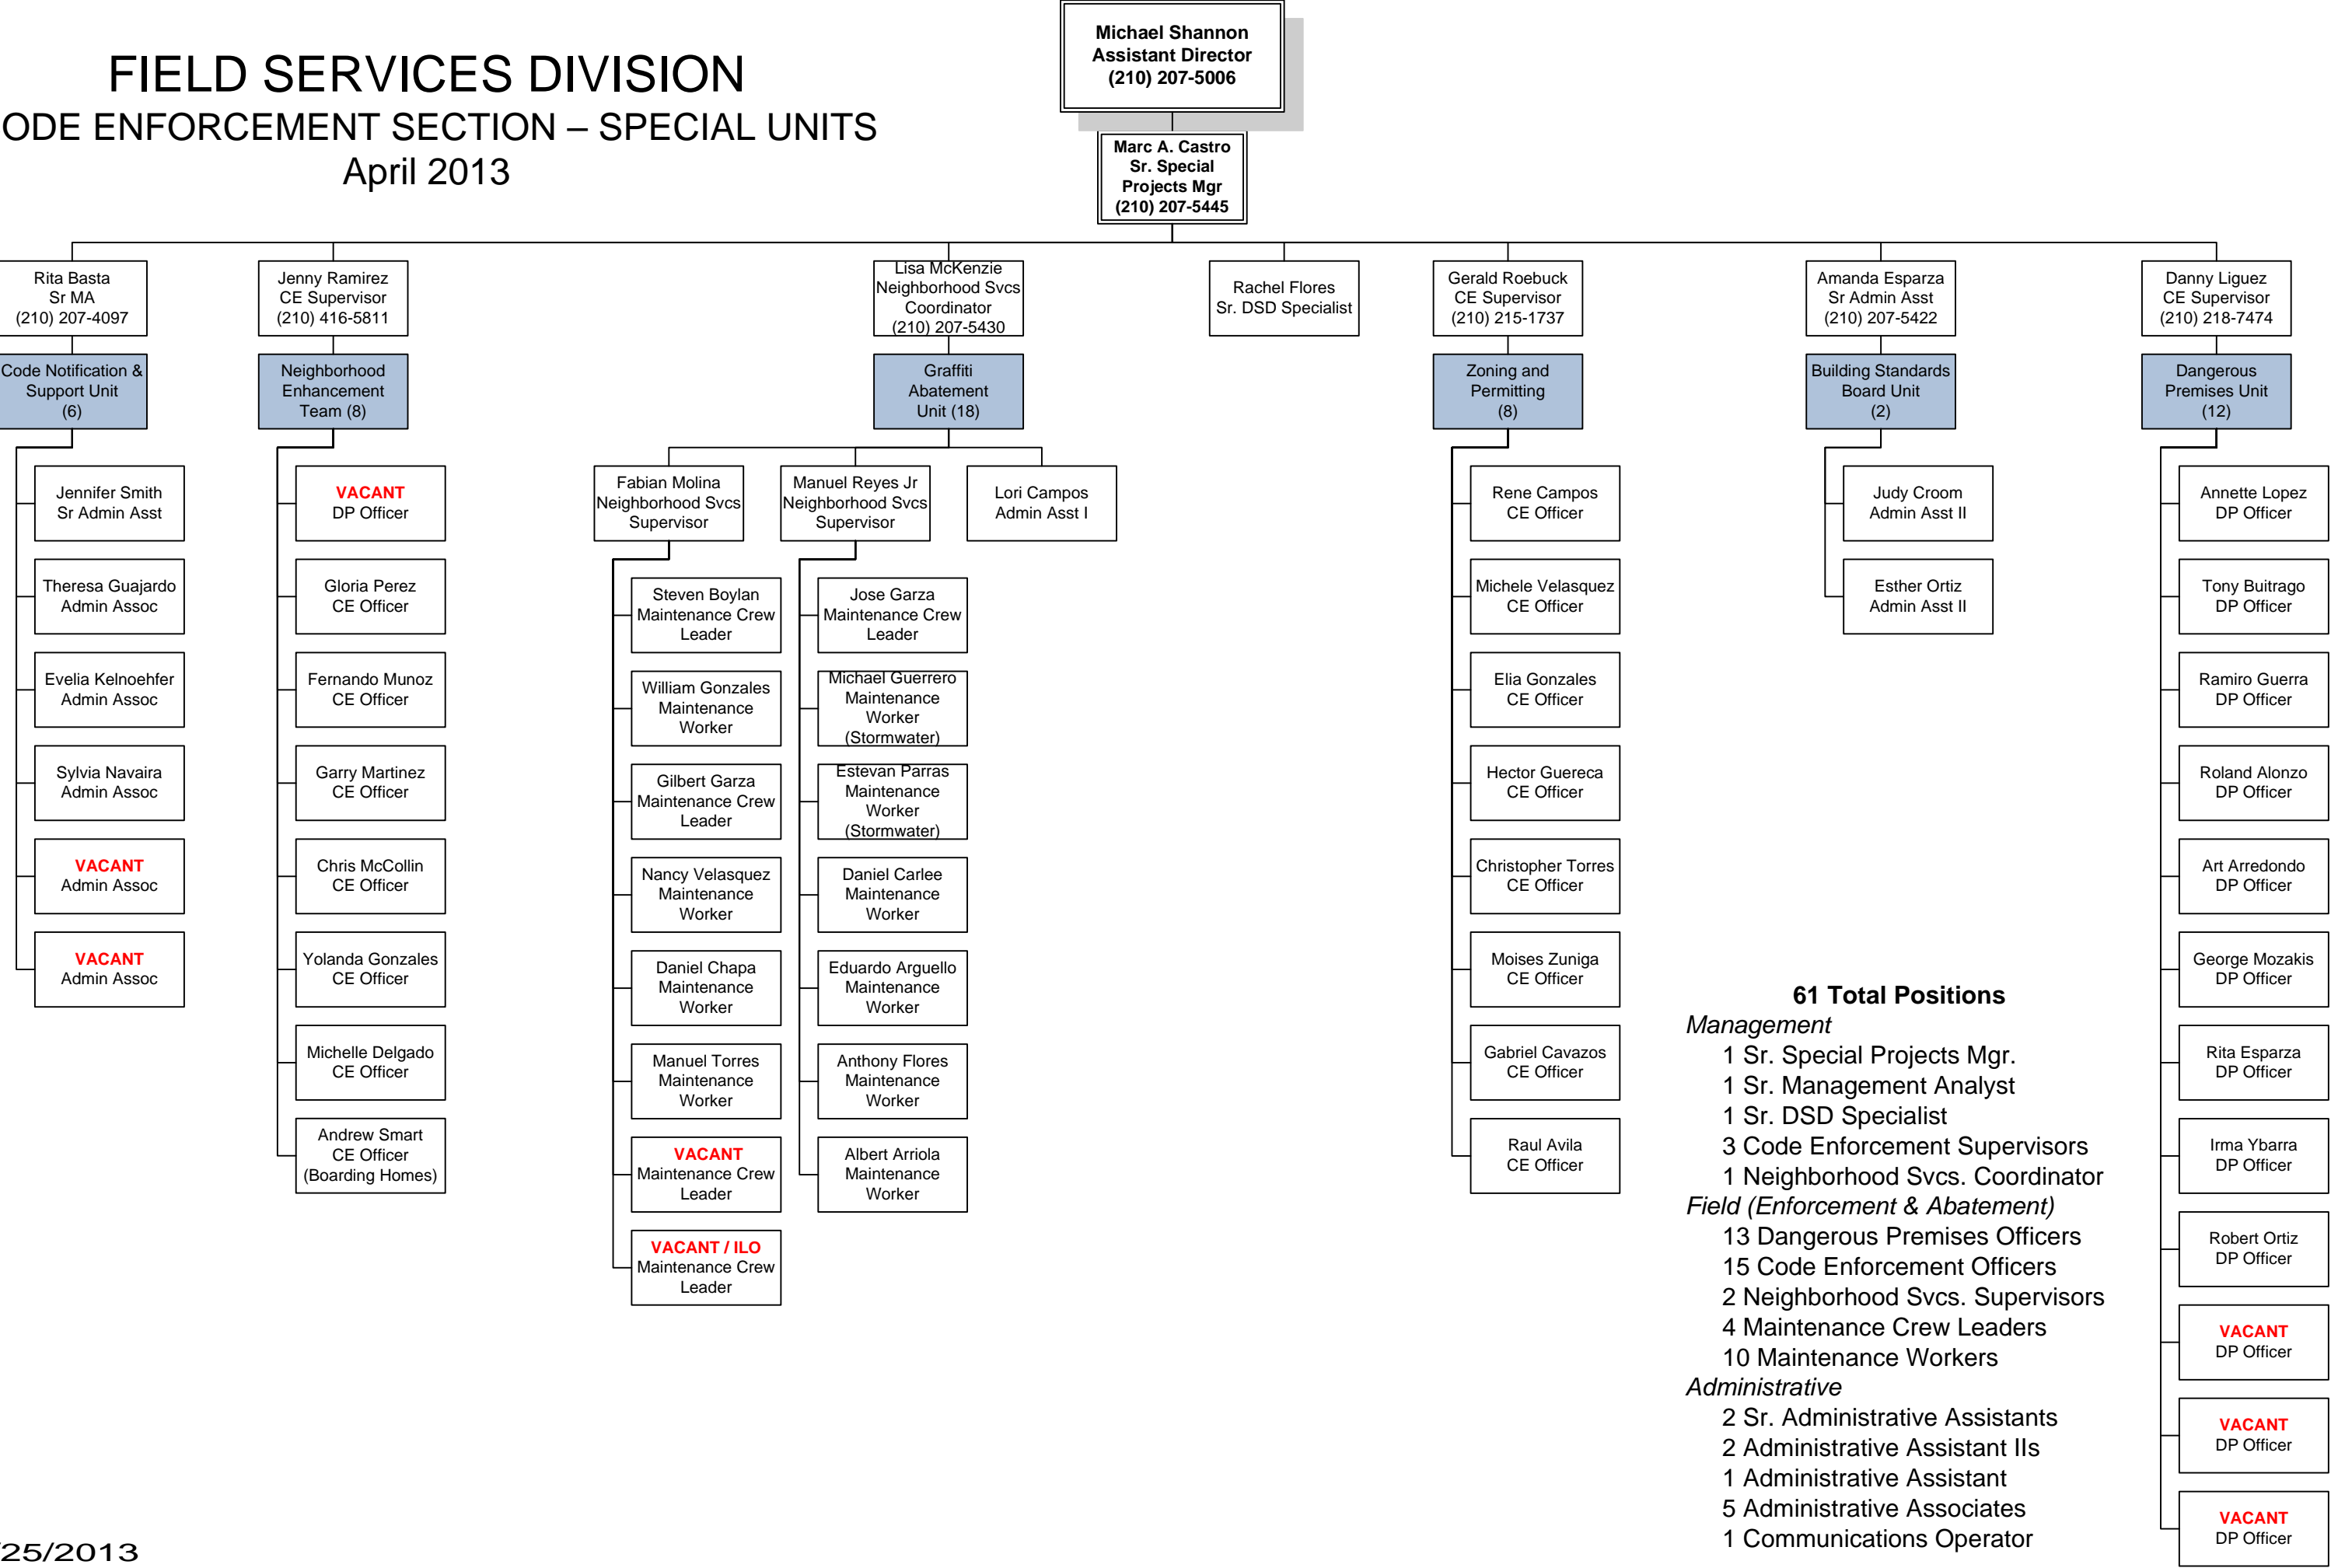 FIELD SERVICES DIVISION
ODE ENFORCEMENT SECTION – SPECIAL UNITS
April 2013
Michael Shannon
Assistant Director
(210) 207-5006
Marc A. Castro
Sr. Special
Projects Mgr
(210) 207-5445
Rita Basta
Sr MA
(210) 207-4097
Code Notification &
Support Unit
(6)
Jennifer Smith
Sr Admin Asst
Theresa Guajardo
Admin Assoc
Evelia Kelnoehfer
Admin Assoc
Sylvia Navaira
Admin Assoc
VACANT
Admin Assoc
VACANT
Admin Assoc
Jenny Ramirez
CE Supervisor
(210) 416-5811
Neighborhood
Enhancement
Team (8)
VACANT
DP Officer
Gloria Perez
CE Officer
Fernando Munoz
CE Officer
Garry Martinez
CE Officer
Chris McCollin
CE Officer
Yolanda Gonzales
CE Officer
Michelle Delgado
CE Officer
Andrew Smart
CE Officer
(Boarding Homes)
Lisa McKenzie
Neighborhood Svcs
Coordinator
(210) 207-5430
Graffiti
Abatement
Unit (18)
Fabian Molina
Neighborhood Svcs
Supervisor
Steven Boylan
Maintenance Crew
Leader
William Gonzales
Maintenance
Worker
Gilbert Garza
Maintenance Crew
Leader
Nancy Velasquez
Maintenance
Worker
Daniel Chapa
Maintenance
Worker
Manuel Torres
Maintenance
Worker
VACANT
Maintenance Crew
Leader
VACANT / ILO
Maintenance Crew
Leader
Manuel Reyes Jr
Neighborhood Svcs
Supervisor
Jose Garza
Maintenance Crew
Leader
Michael Guerrero
Maintenance
Worker
(Stormwater)
Estevan Parras
Maintenance
Worker
(Stormwater)
Daniel Carlee
Maintenance
Worker
Eduardo Arguello
Maintenance
Worker
Anthony Flores
Maintenance
Worker
Albert Arriola
Maintenance
Worker
Lori Campos
Admin Asst I
Rachel Flores
Sr. DSD Specialist
Gerald Roebuck
CE Supervisor
(210) 215-1737
Zoning and
Permitting
(8)
Rene Campos
CE Officer
Michele Velasquez
CE Officer
Elia Gonzales
CE Officer
Hector Guereca
CE Officer
Christopher Torres
CE Officer
Moises Zuniga
CE Officer
Gabriel Cavazos
CE Officer
Raul Avila
CE Officer
Amanda Esparza
Sr Admin Asst
(210) 207-5422
Building Standards
Board Unit
(2)
Judy Croom
Admin Asst II
Esther Ortiz
Admin Asst II
Danny Liguez
CE Supervisor
(210) 218-7474
Dangerous
Premises Unit
(12)
Annette Lopez
DP Officer
Tony Buitrago
DP Officer
Ramiro Guerra
DP Officer
Roland Alonzo
DP Officer
Art Arredondo
DP Officer
George Mozakis
DP Officer
Rita Esparza
DP Officer
Irma Ybarra
DP Officer
Robert Ortiz
DP Officer
VACANT
DP Officer
VACANT
DP Officer
VACANT
DP Officer
61 Total Positions
Management
1 Sr. Special Projects Mgr.
1 Sr. Management Analyst
1 Sr. DSD Specialist
3 Code Enforcement Supervisors
1 Neighborhood Svcs. Coordinator
Field (Enforcement & Abatement)
13 Dangerous Premises Officers
15 Code Enforcement Officers
2 Neighborhood Svcs. Supervisors
4 Maintenance Crew Leaders
10 Maintenance Workers
Administrative
2 Sr. Administrative Assistants
2 Administrative Assistant IIs
1 Administrative Assistant
5 Administrative Associates
1 Communications Operator
/25/2013